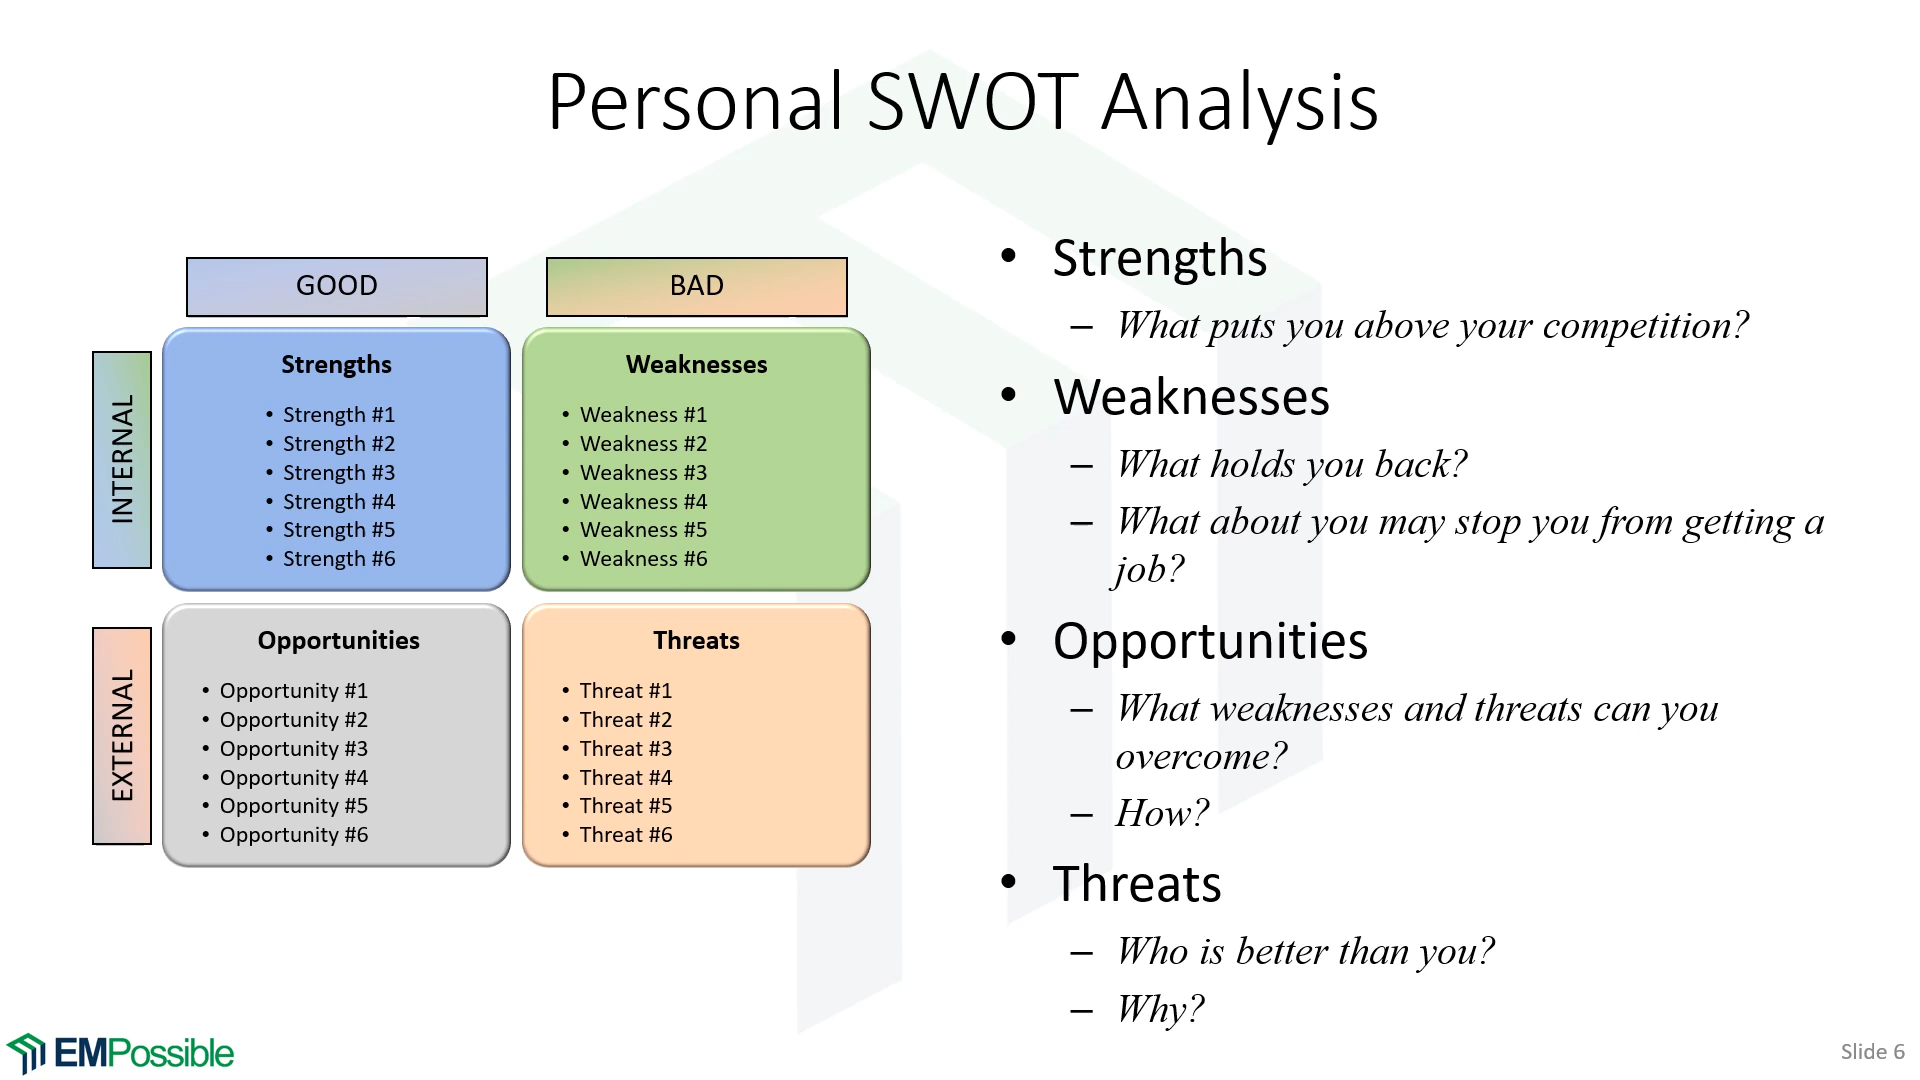 Personal SWOT Analysis
GOOD
BAD
INTERNAL
Strengths
• Strength #1
• Strength #2
• Strength #3
• Strength #4
• Strength #5
• Strength #6
Weaknesses
• Weakness #1
• Weakness #2
• Weakness #3
• Weakness #4
• Weakness #5
• Weakness #6
EXTERNAL
Opportunities
• Opportunity #1
• Opportunity #2
• Opportunity #3
• Opportunity #4
• Opportunity #5
• Opportunity #6
Threats
• Threat #1
• Threat #2
• Threat #3
• Threat #4
• Threat #5
• Threat #6
• Strengths
– What puts you above your competition?
• Weaknesses
– What holds you back?
– What about you may stop you from getting a
job?
• Opportunities
– What weaknesses and threats can you
overcome?
– How?
• Threats
– Who is better than you?
– Why?
EMPossible
Slide 6